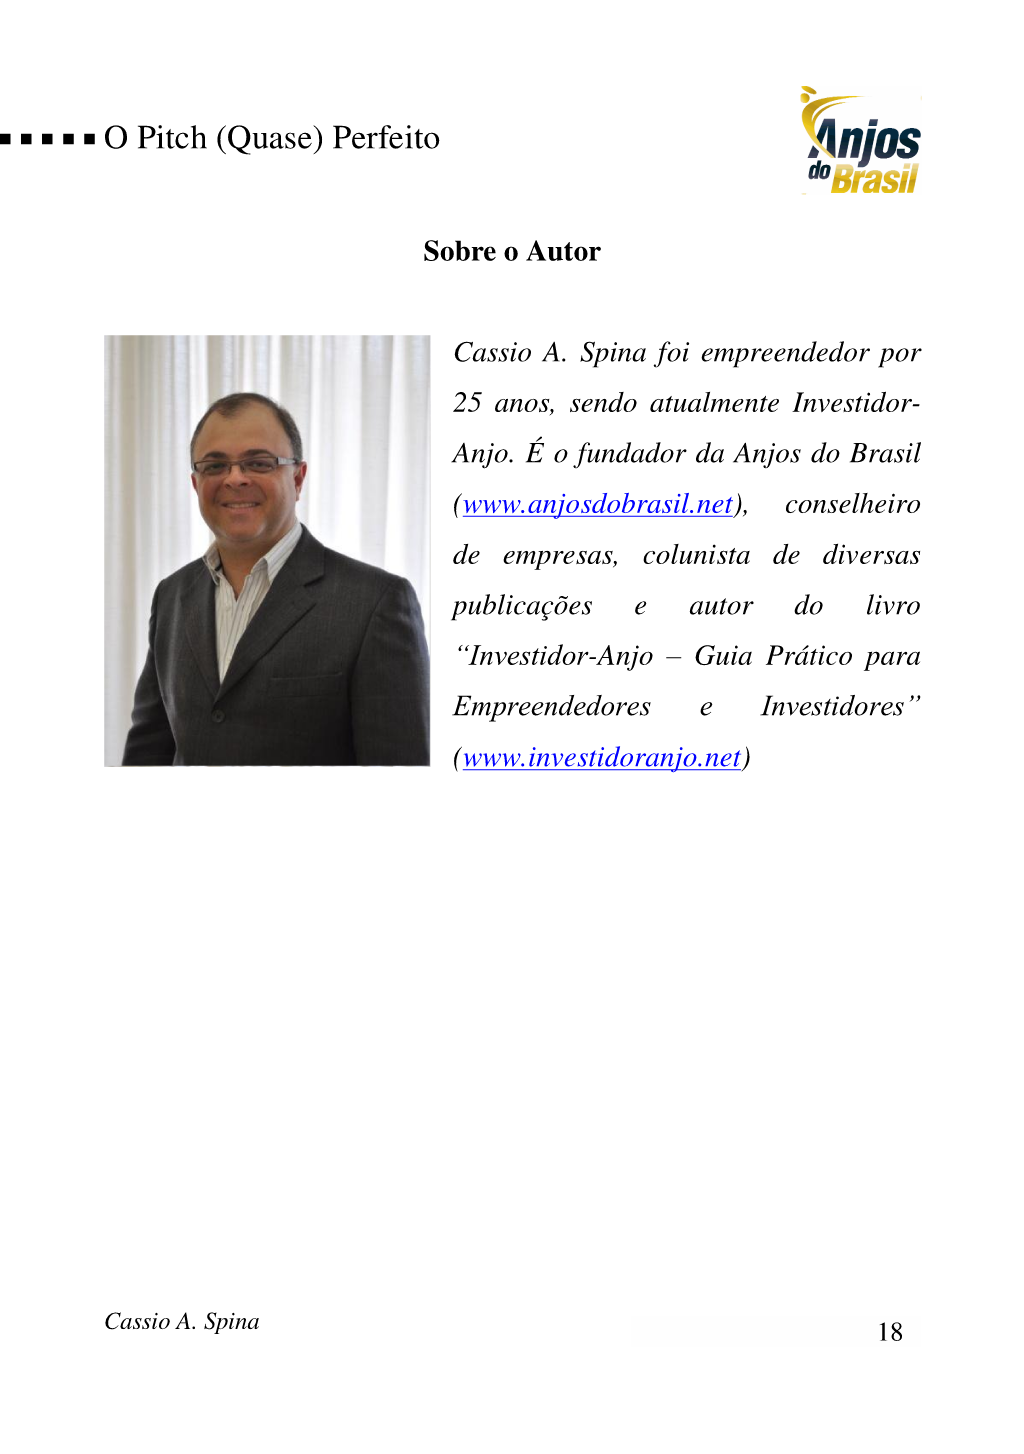 O Pitch (Quase) Perfeito
Anjos
do Brasil
Sobre o Autor
Cassio A. Spina foi empreendedor por
25 anos, sendo atualmente Investidor-
Anjo. É o fundador da Anjos do Brasil
(www.anjosdobrasil.net), conselheiro
de empresas, colunista de diversas
publicações e autor do livro
“Investidor-Anjo – Guia Prático para
Empreendedores e Investidores”
(www.investidoranjo.net)
Cassio A. Spina
18